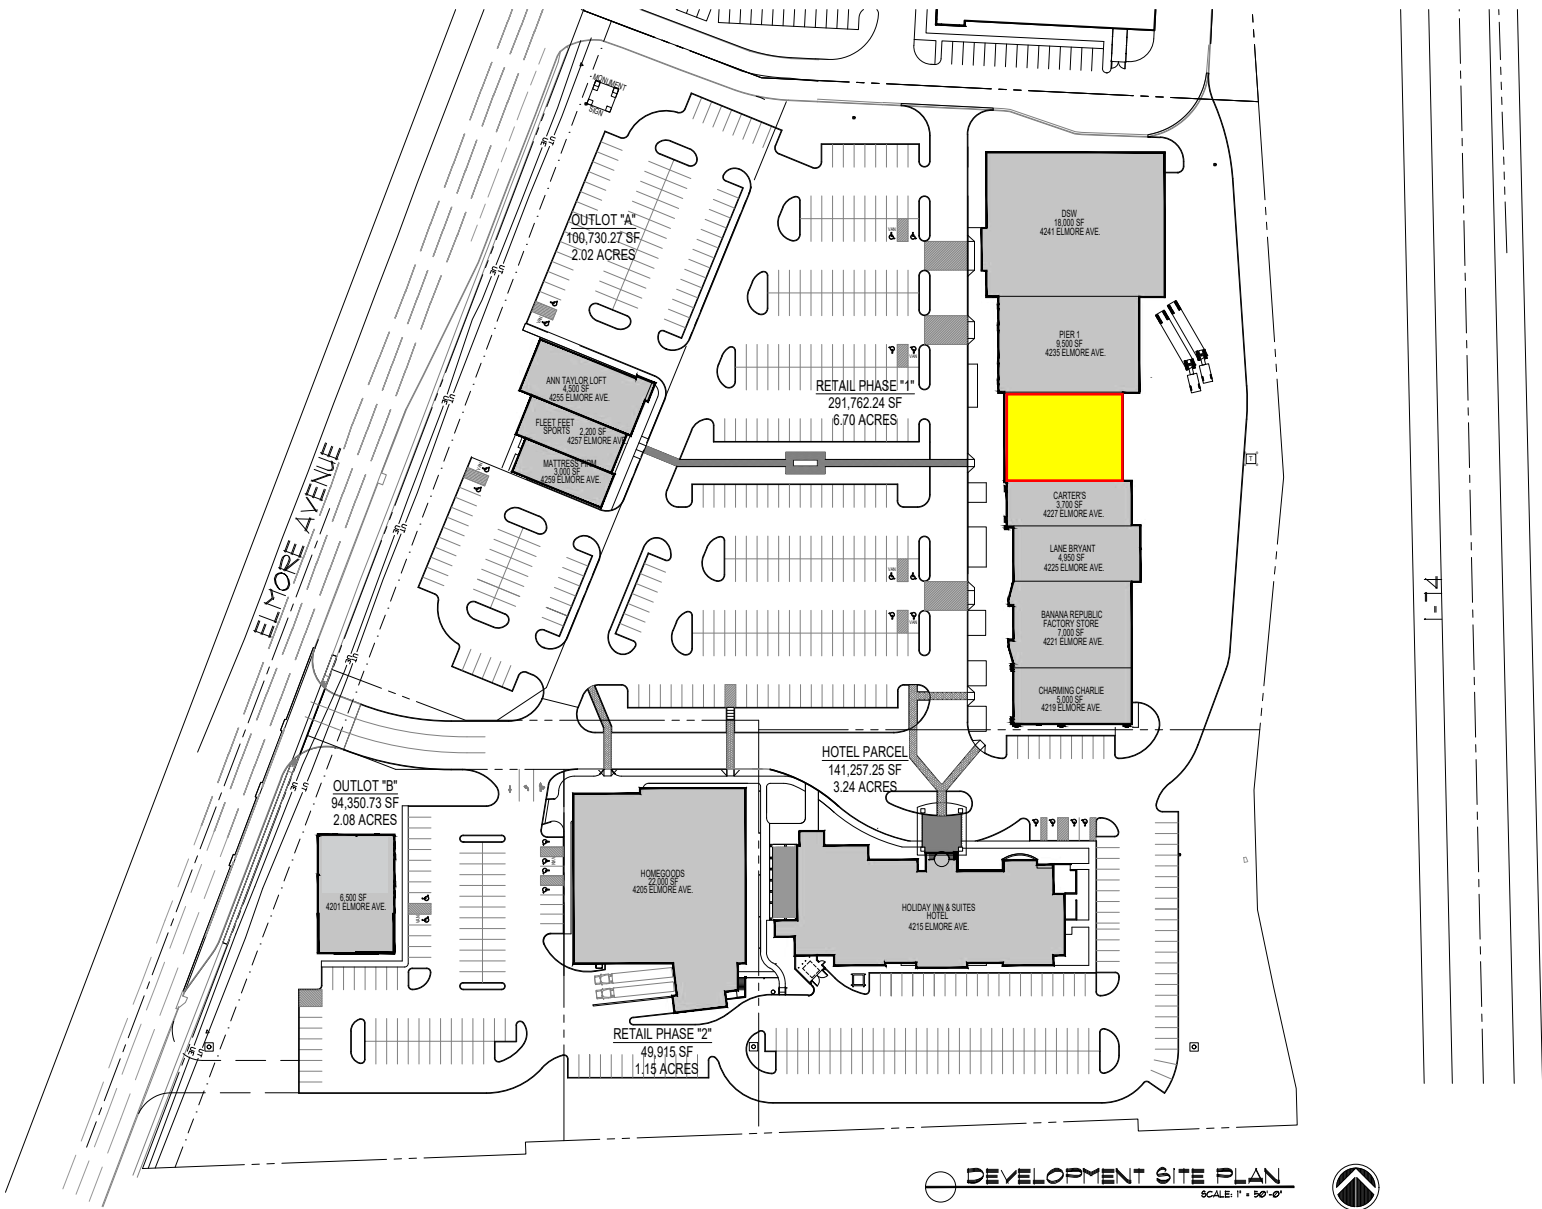 MONUMENT
SIGN
OUTLOT "A"
100,730.27 SF
2.02 ACRES
DSW
18,000 SF
4241 ELMORE AVE.
PIER 1
9,500 SF
4235 ELMORE AVE.
RETAIL PHASE "1"
291,762.24 SF
6.70 ACRES
ANN TAYLOR LOFT
4,500 SF
4255 ELMORE AVE.
FLEET FEET
SPORTS 2,200 SF
4257 ELMORE AVE
MATTRESS FIRM
3,000 SF
4259 ELMORE AVE.
ELMORE AVENUE
CARTER'S
3,700 SF
4227 ELMORE AVE.
LANE BRYANT
4,950 SF
4225 ELMORE AVE.
BANANA REPUBLIC
FACTORY STORE
7,000 SF
4221 ELMORE AVE.
CHARMING CHARLIE
5,000 SF
4219 ELMORE AVE.
I-74
HOTEL PARCEL
141,257.25 SF
3.24 ACRES
OUTLOT "B"
94,350.73 SF
2.08 ACRES
6,500 SF
4201 ELMORE AVE.
HOMEGOODS
22,000 SF
4205 ELMORE AVE.
HOLIDAY INN & SUITES
HOTEL
4215 ELMORE AVE.
RETAIL PHASE "2"
49,915 SF
1.15 ACRES
DEVELOPMENT SITE PLAN
SCALE: 1" = 50'-0"